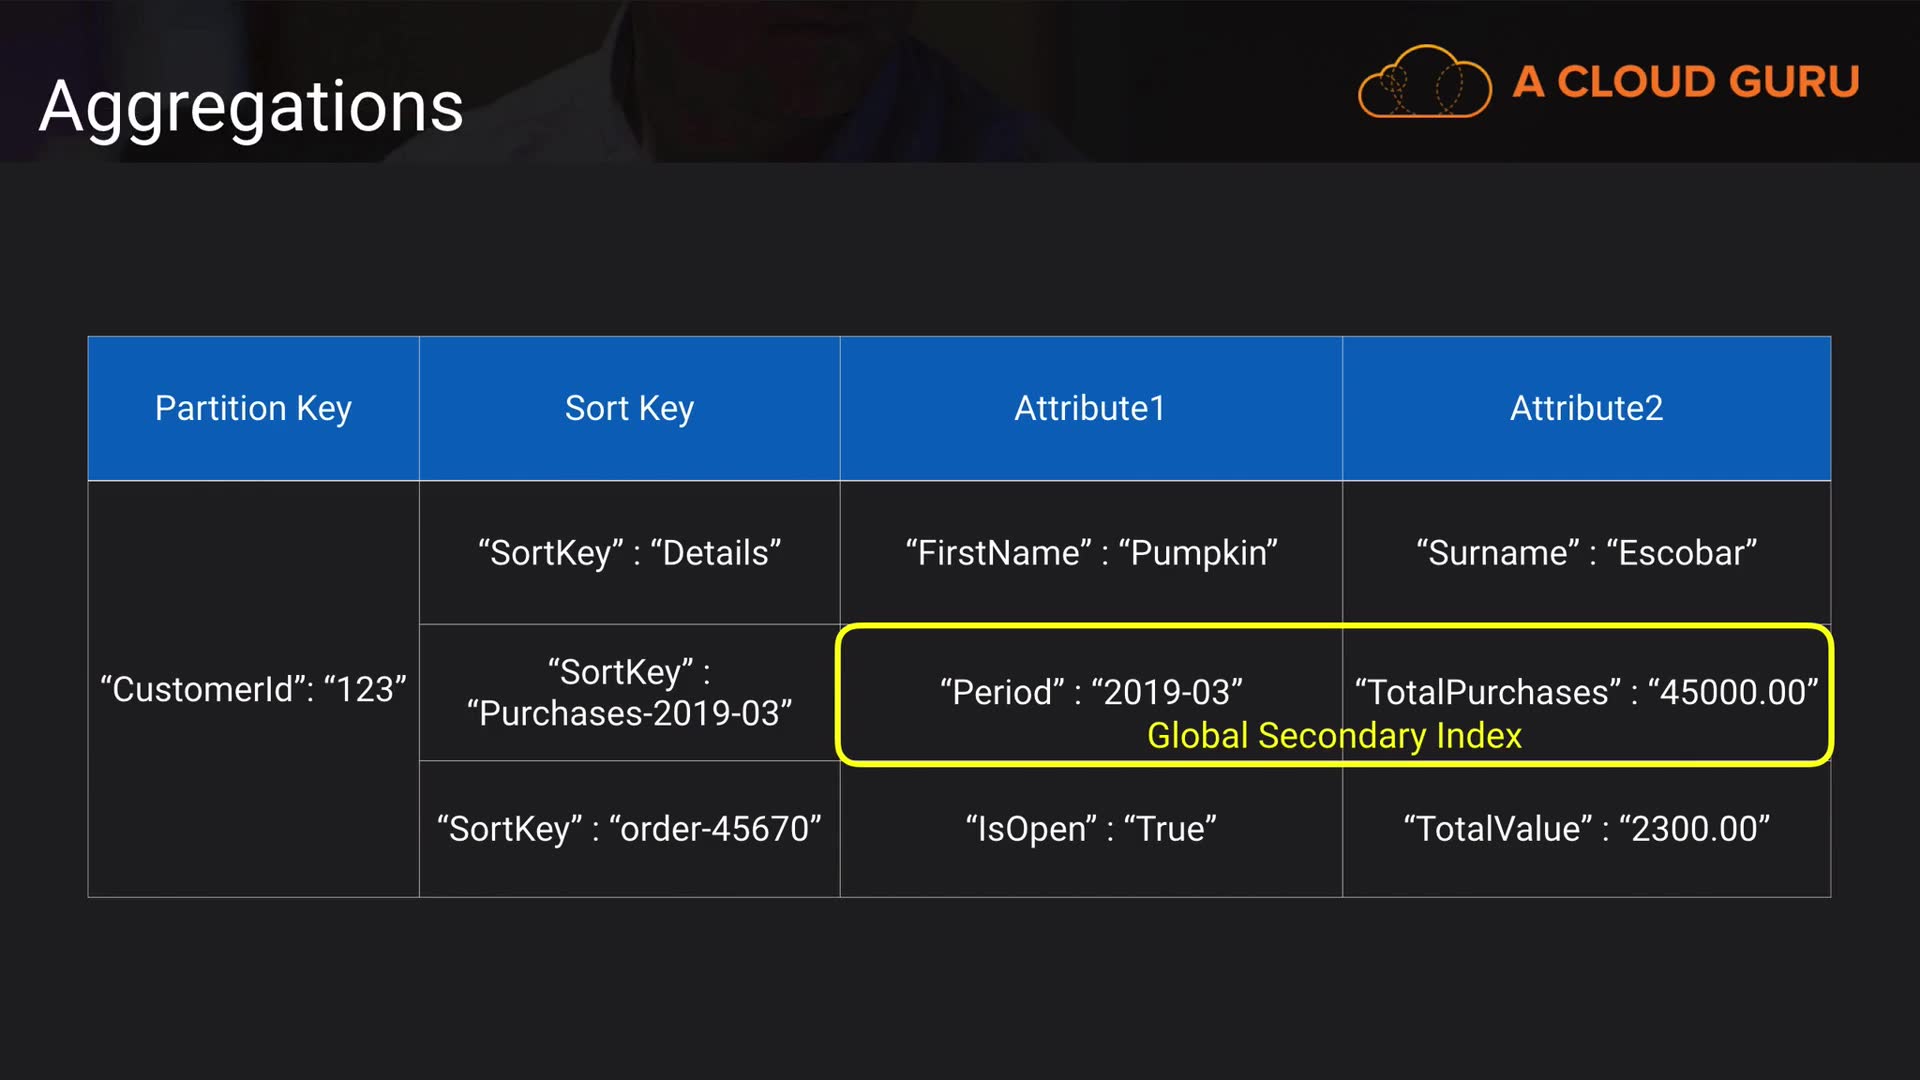 Aggregations
A CLOUD GURU
Partition Key
Sort Key
Attribute1
Attribute2
“CustomerId”: “123”
“SortKey” : “Details”
“FirstName” : “Pumpkin”
“Surname” : “Escobar”
“SortKey” :
“Purchases-2019-03”
“Period” : “2019-03”
“TotalPurchases” : “45000.00”
Global Secondary Index
“SortKey” : “order-45670”
“IsOpen” : “True”
“TotalValue” : “2300.00”